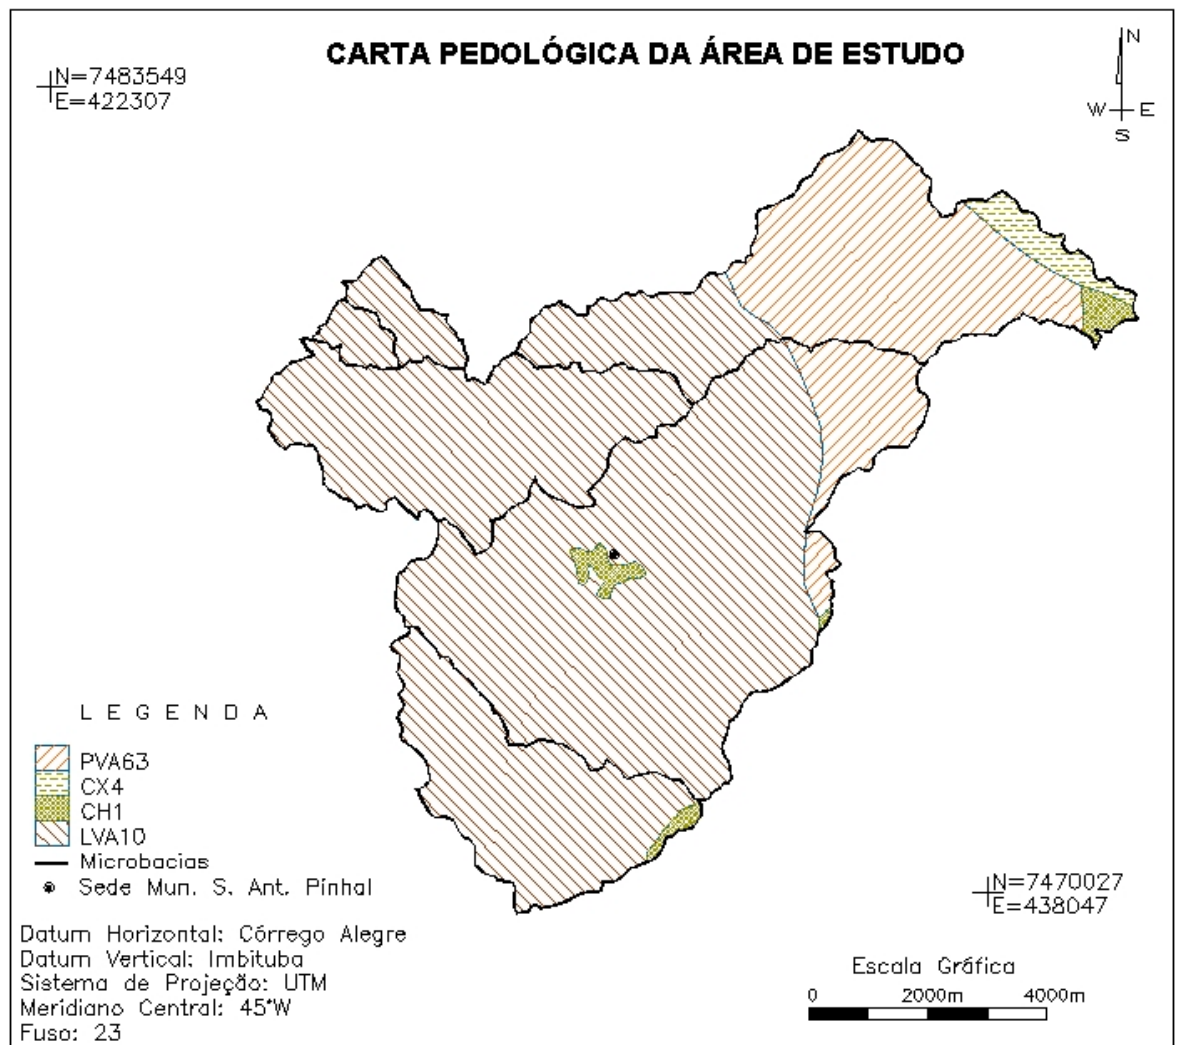 CARTA PEDOLÓGICA DA ÁREA DE ESTUDO
N=7483549
E=422307
N
W E
S
L E G E N D A
PVA63
CX4
CH1
LVA10
Microbacias
Sede Mun. S. Ant. Pinhal
N=7470027
E=438047
Datum Horizontal: Córrego Alegre
Datum Vertical: Imbituba
Sistema de Projeção: UTM
Meridiano Central: 45°W
Fuso: 23
Escala Gráfica
0 2000m 4000m